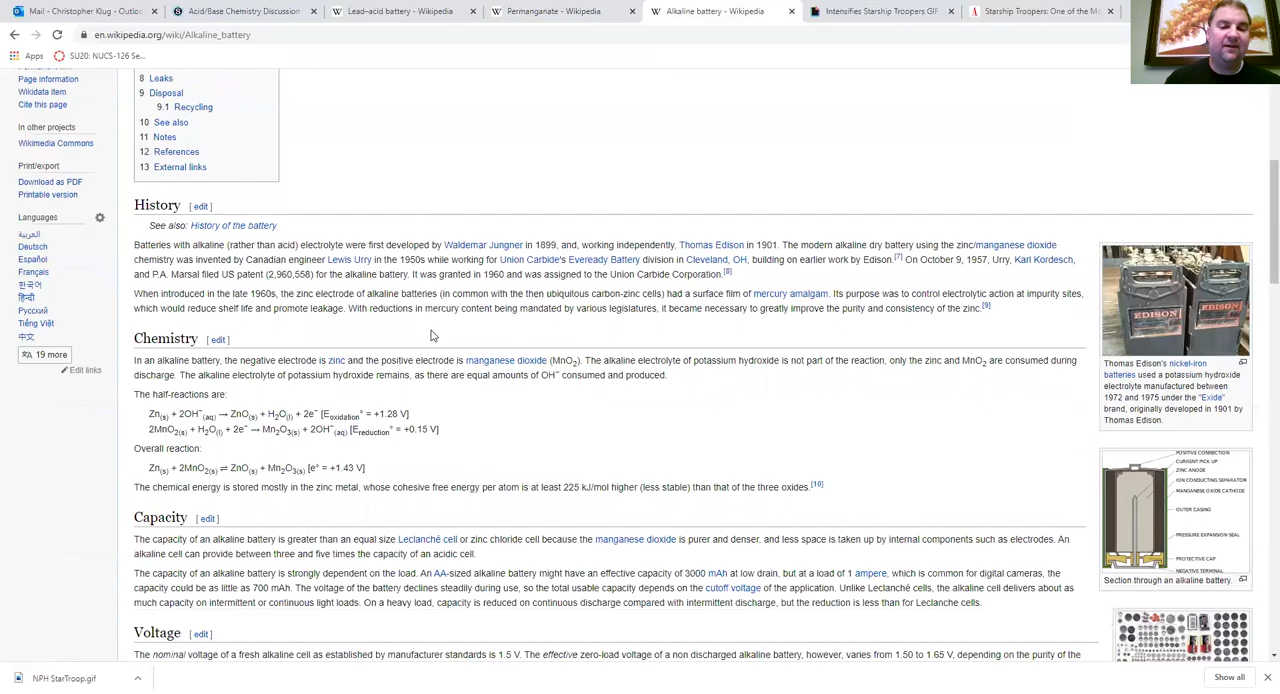 Mail - Christopher Klug - Outloo
Acid/Base Chemistry Discussion
Lead–acid battery - Wikipedia
Permanganate - Wikipedia
Alkaline battery - Wikipedia
Intensifies Starship Troopers GIF
Starship Troopers: One of the Mo
en.wikipedia.org/wiki/Alkaline_battery
Apps
SU20: NUCS-126 Se...
Page information
Wikidata item
Cite this page
In other projects
Wikimedia Commons
Print/export
Download as PDF
Printable version
Languages
العربية
Deutsch
Español
Français
한국어
हिन्दी
Русский
Tiếng Việt
中文
19 more
Edit links
8 Leaks
9 Disposal
9.1 Recycling
10 See also
11 Notes
12 References
13 External links
History [ edit ]
See also: History of the battery
Batteries with alkaline (rather than acid) electrolyte were first developed by Waldemar Jungner in 1899, and, working independently, Thomas Edison in 1901. The modern alkaline dry battery using the zinc/manganese dioxide
chemistry was invented by Canadian engineer Lewis Urry in the 1950s while working for Union Carbide's Eveready Battery division in Cleveland, OH, building on earlier work by Edison.[7] On October 9, 1957, Urry, Karl Kordesch,
and P.A. Marsal filed US patent (2,960,558) for the alkaline battery. It was granted in 1960 and was assigned to the Union Carbide Corporation.[8]
When introduced in the late 1960s, the zinc electrode of alkaline batteries (in common with the then ubiquitous carbon-zinc cells) had a surface film of mercury amalgam. Its purpose was to control electrolytic action at impurity sites,
which would reduce shelf life and promote leakage. With reductions in mercury content being mandated by various legislatures, it became necessary to greatly improve the purity and consistency of the zinc.[9]
Chemistry [ edit ]
In an alkaline battery, the negative electrode is zinc and the positive electrode is manganese dioxide (MnO2). The alkaline electrolyte of potassium hydroxide is not part of the reaction, only the zinc and MnO2 are consumed during
discharge. The alkaline electrolyte of potassium hydroxide remains, as there are equal amounts of OH− consumed and produced.
The half-reactions are:
Zn(s) + 2OH−(aq) → ZnO(s) + H2O(l) + 2e− [Eoxidation° = +1.28 V]
2MnO2(s) + H2O(l) + 2e− → Mn2O3(s) + 2OH−(aq) [Ereduction° = +0.15 V]
Overall reaction:
Zn(s) + 2MnO2(s) ⇌ ZnO(s) + Mn2O3(s) [e° = +1.43 V]
The chemical energy is stored mostly in the zinc metal, whose cohesive free energy per atom is at least 225 kJ/mol higher (less stable) than that of the three oxides.[10]
Capacity [ edit ]
The capacity of an alkaline battery is greater than an equal size Leclanché cell or zinc chloride cell because the manganese dioxide is purer and denser, and less space is taken up by internal components such as electrodes. An
alkaline cell can provide between three and five times the capacity of an acidic cell.
The capacity of an alkaline battery is strongly dependent on the load. An AA-sized alkaline battery might have an effective capacity of 3000 mAh at low drain, but at a load of 1 ampere, which is common for digital cameras, the
capacity could be as little as 700 mAh. The voltage of the battery declines steadily during use, so the total usable capacity depends on the cutoff voltage of the application. Unlike Leclanché cells, the alkaline cell delivers about as
much capacity on intermittent or continuous light loads. On a heavy load, capacity is reduced on continuous discharge compared with intermittent discharge, but the reduction is less than for Leclanche cells.
Voltage [ edit ]
The nominal voltage of a fresh alkaline cell as established by manufacturer standards is 1.5 V. The effective zero-load voltage of a non discharged alkaline battery, however, varies from 1.50 to 1.65 V, depending on the purity of the
EDISON
EDISON
Thomas Edison's nickel-iron
batteries used a potassium hydroxide
electrolyte manufactured between
1972 and 1975 under the "Exide"
brand, originally developed in 1901 by
Thomas Edison.
POSITIVE CONNECTION
CURRENT PICK UP
ZINC ANODE
ION CONDUCTING SEPARATOR
MANGANESE OXIDE CATHODE
OUTER CASING
PRESSURE EXPANSION SEAL
PROTECTIVE CAP
NEGATIVE TERMINAL
Section through an alkaline battery.
NPH StarTroop.gif
Show all